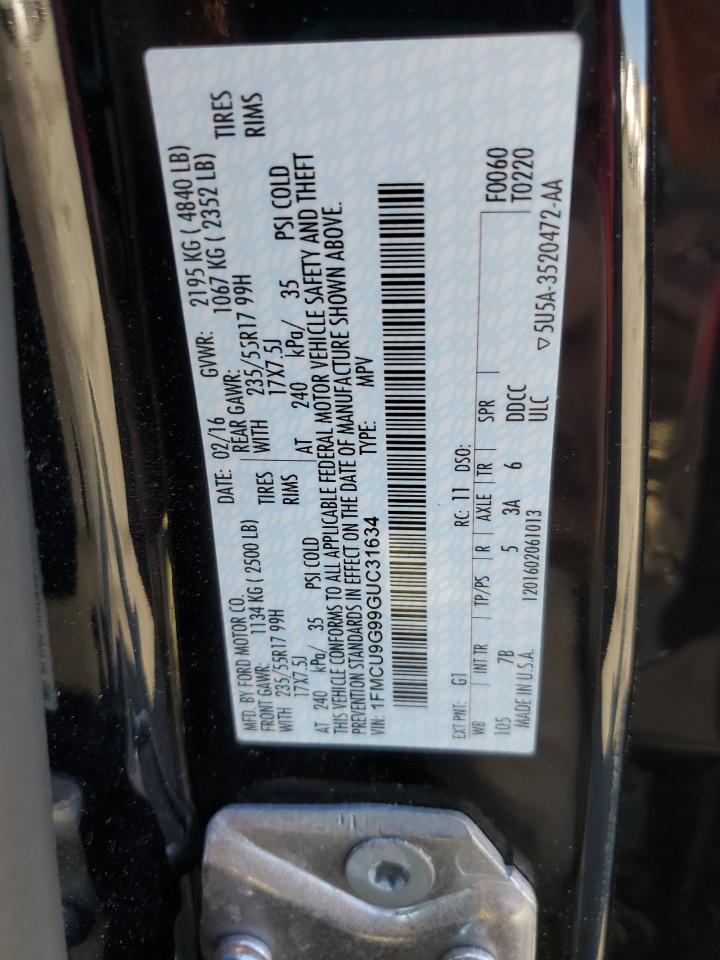 MFD. BY FORD MOTOR CO.
DATE: 02/16 GVWR: 2195 KG ( 4840 LB)
FRONT GAWR: 1134 KG ( 2500 LB)
REAR GAWR: 1067 KG ( 2352 LB)
WITH 235/55R17 99H TIRES
WITH 235/55R17 99H TIRES
17X7.5J RIMS
17X7.5J RIMS
AT 240 kPa/ 35 PSI COLD
AT 240 kPa/ 35 PSI COLD
THIS VEHICLE CONFORMS TO ALL APPLICABLE FEDERAL MOTOR VEHICLE SAFETY AND THEFT
PREVENTION STANDARDS IN EFFECT ON THE DATE OF MANUFACTURE SHOWN ABOVE.
VIN: 1FMCU9G99GUC31634 TYPE: MPV
EXT PNT: G1 RC: 11 DSO:
WB INT TR TP/PS R AXLE TR SPR F0060
T0220
105 7B 5 3A 6 DDCC
MADE IN U.S.A. 1201602061013 ULC
▽5U5A-3520472-AA